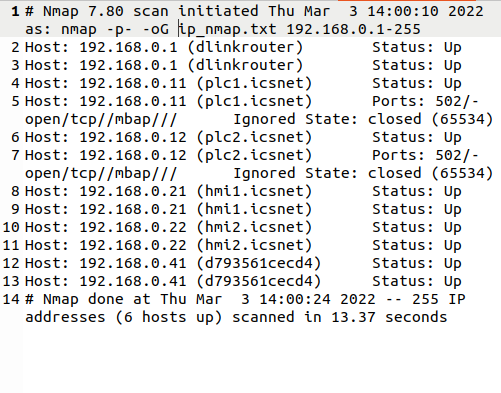 1 # Nmap 7.80 scan initiated Thu Mar  3 14:00:10 2022
as: nmap -p- -oG ip_nmap.txt 192.168.0.1-255
2 Host: 192.168.0.1 (dlinkrouter) Status: Up
3 Host: 192.168.0.1 (dlinkrouter) Status: Up
4 Host: 192.168.0.11 (plc1.icsnet) Status: Up
5 Host: 192.168.0.11 (plc1.icsnet) Ports: 502/-
open/tcp//mbap/// Ignored State: closed (65534)
6 Host: 192.168.0.12 (plc2.icsnet) Status: Up
7 Host: 192.168.0.12 (plc2.icsnet) Ports: 502/-
open/tcp//mbap/// Ignored State: closed (65534)
8 Host: 192.168.0.21 (hmi1.icsnet) Status: Up
9 Host: 192.168.0.21 (hmi1.icsnet) Status: Up
10 Host: 192.168.0.22 (hmi2.icsnet) Status: Up
11 Host: 192.168.0.22 (hmi2.icsnet) Status: Up
12 Host: 192.168.0.41 (d793561cecd4) Status: Up
13 Host: 192.168.0.41 (d793561cecd4) Status: Up
14 # Nmap done at Thu Mar  3 14:00:24 2022 -- 255 IP
addresses (6 hosts up) scanned in 13.37 seconds